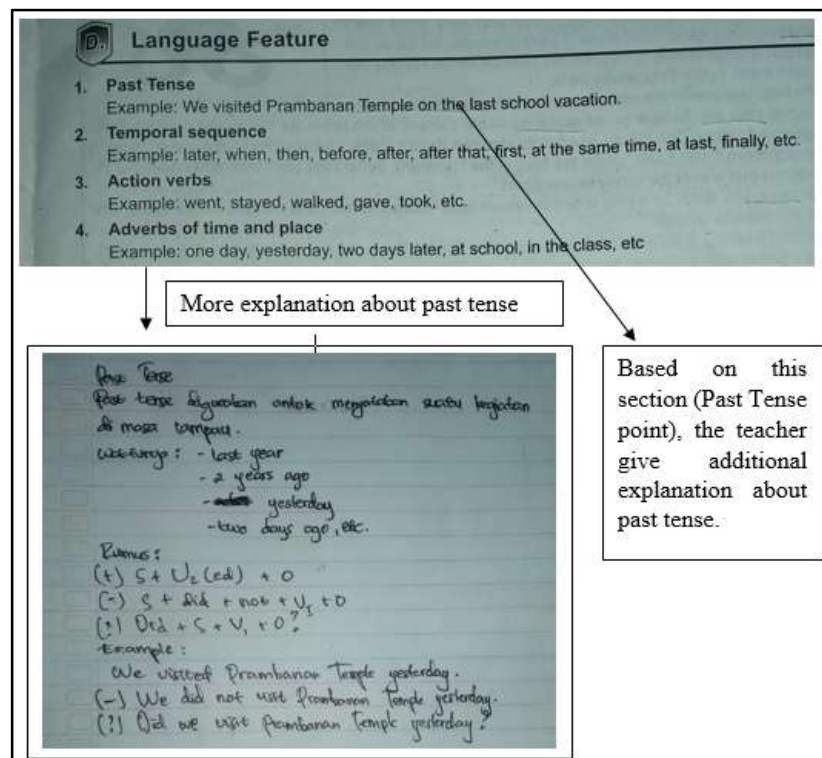 D. Language Feature
1. Past Tense
Example: We visited Prambanan Temple on the last school vacation.
2. Temporal sequence
Example: later, when, then, before, after, after that, first, at the same time, at last, finally, etc.
3. Action verbs
Example: went, stayed, walked, gave, took, etc.
4. Adverbs of time and place
Example: one day, yesterday, two days later, at school, in the class, etc
More explanation about past tense
Past Tense
Past tense digunakan untuk menyatakan suatu kegiatan
di masa lampau.
Waktunya : - last year
- 2 years ago
- yesterday
- two days ago, etc.
Rumus :
(+) S + V2 (ed) + O
(-) S + did + not + V1 + O
(?) Did + S + V1 + O ?
Example :
We visited Prambanan Temple yesterday.
(-) We did not visit Prambanan Temple yesterday.
(?) Did we visit Prambanan Temple yesterday ?
Based on this
section (Past Tense
point), the teacher
give additional
explanation about
past tense.